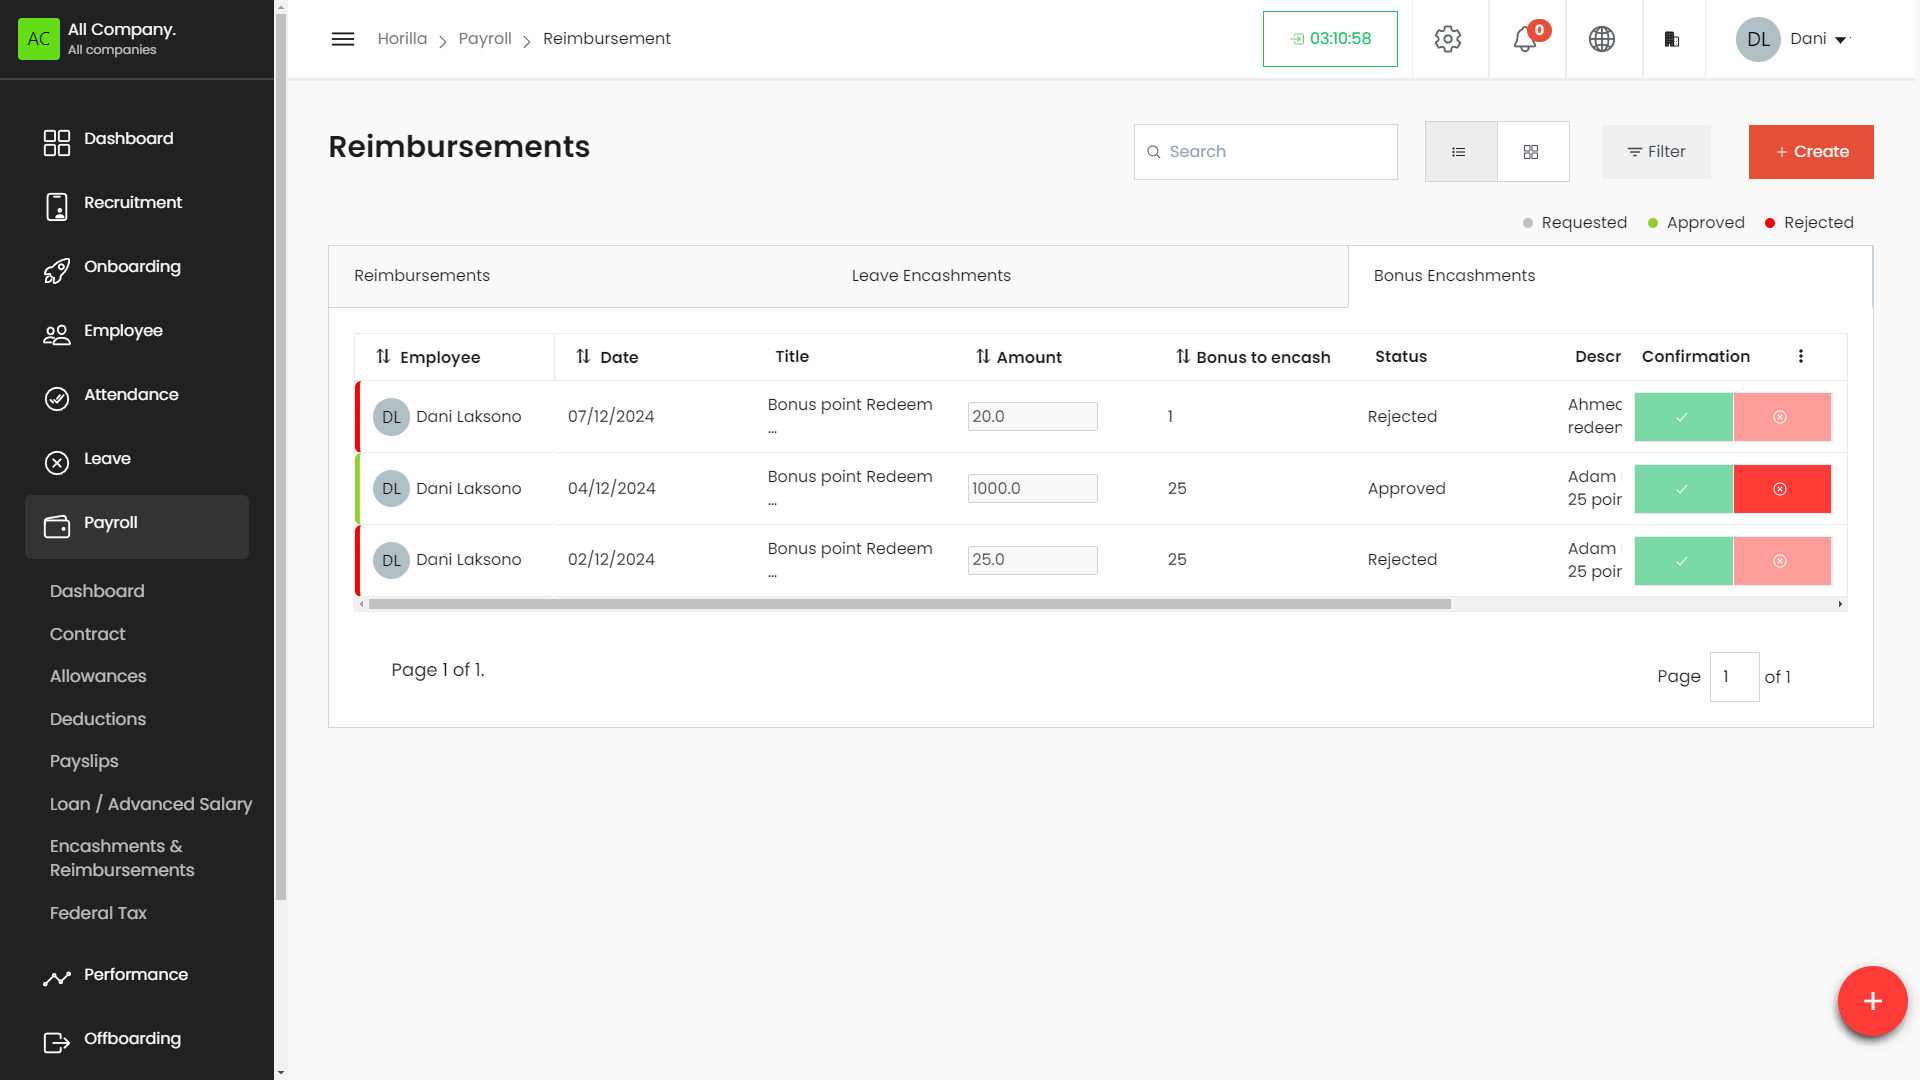 AC
All Company.
All companies
Horilla
Payroll
Reimbursement
03:10:58
0
DL
Dani
Dashboard
Recruitment
Onboarding
Employee
Attendance
Leave
Payroll
Dashboard
Contract
Allowances
Deductions
Payslips
Loan / Advanced Salary
Encashments &
Reimbursements
Federal Tax
Performance
Offboarding
Reimbursements
Search
Filter
+ Create
Requested
Approved
Rejected
Reimbursements
Leave Encashments
Bonus Encashments
Employee
Date
Title
Amount
Bonus to encash
Status
Descr
Confirmation
DL
Dani Laksono
07/12/2024
Bonus point Redeem
...
20.0
1
Rejected
Ahmed
redeem
DL
Dani Laksono
04/12/2024
Bonus point Redeem
...
1000.0
25
Approved
Adam
25 poin
DL
Dani Laksono
02/12/2024
Bonus point Redeem
...
25.0
25
Rejected
Adam
25 poin
Page 1 of 1.
Page
1
of 1
+